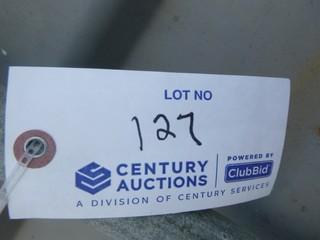 LOT NO
127
POWERED BY
CENTURY
AUCTIONS
ClubBid
A DIVISION OF CENTURY SERVICES